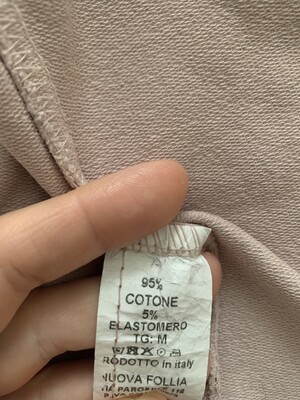 95%
COTONE
5%
ELASTOMERO
TG: M
RODOTTO in italy
NUOVA FOLLIA